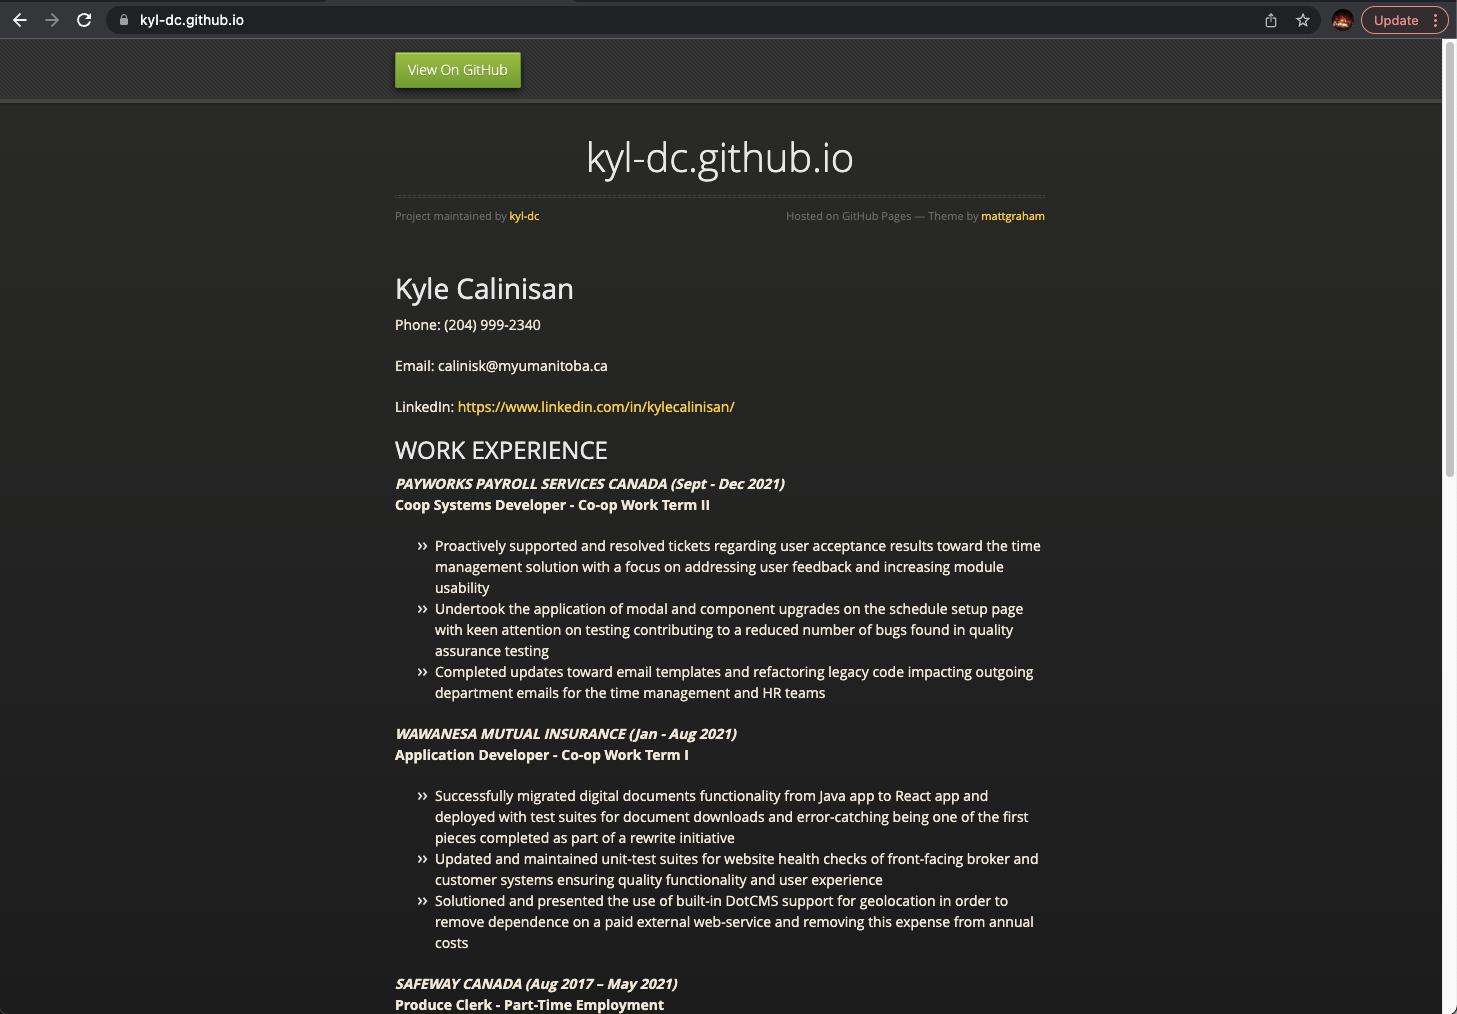 kyl-dc.github.io
Update
View On GitHub
kyl-dc.github.io
Project maintained by kyl-dc
Hosted on GitHub Pages — Theme by mattgraham
Kyle Calinisan
Phone: (204) 999-2340
Email: calinisk@myumanitoba.ca
LinkedIn: https://www.linkedin.com/in/kylecalinisan/
WORK EXPERIENCE
PAYWORKS PAYROLL SERVICES CANADA (Sept - Dec 2021)
Coop Systems Developer - Co-op Work Term II
» Proactively supported and resolved tickets regarding user acceptance results toward the time
management solution with a focus on addressing user feedback and increasing module
usability
» Undertook the application of modal and component upgrades on the schedule setup page
with keen attention on testing contributing to a reduced number of bugs found in quality
assurance testing
» Completed updates toward email templates and refactoring legacy code impacting outgoing
department emails for the time management and HR teams
WAWANESA MUTUAL INSURANCE (Jan - Aug 2021)
Application Developer - Co-op Work Term I
» Successfully migrated digital documents functionality from Java app to React app and
deployed with test suites for document downloads and error-catching being one of the first
pieces completed as part of a rewrite initiative
» Updated and maintained unit-test suites for website health checks of front-facing broker and
customer systems ensuring quality functionality and user experience
» Solutioned and presented the use of built-in DotCMS support for geolocation in order to
remove dependence on a paid external web-service and removing this expense from annual
costs
SAFEWAY CANADA (Aug 2017 – May 2021)
Produce Clerk - Part-Time Employment